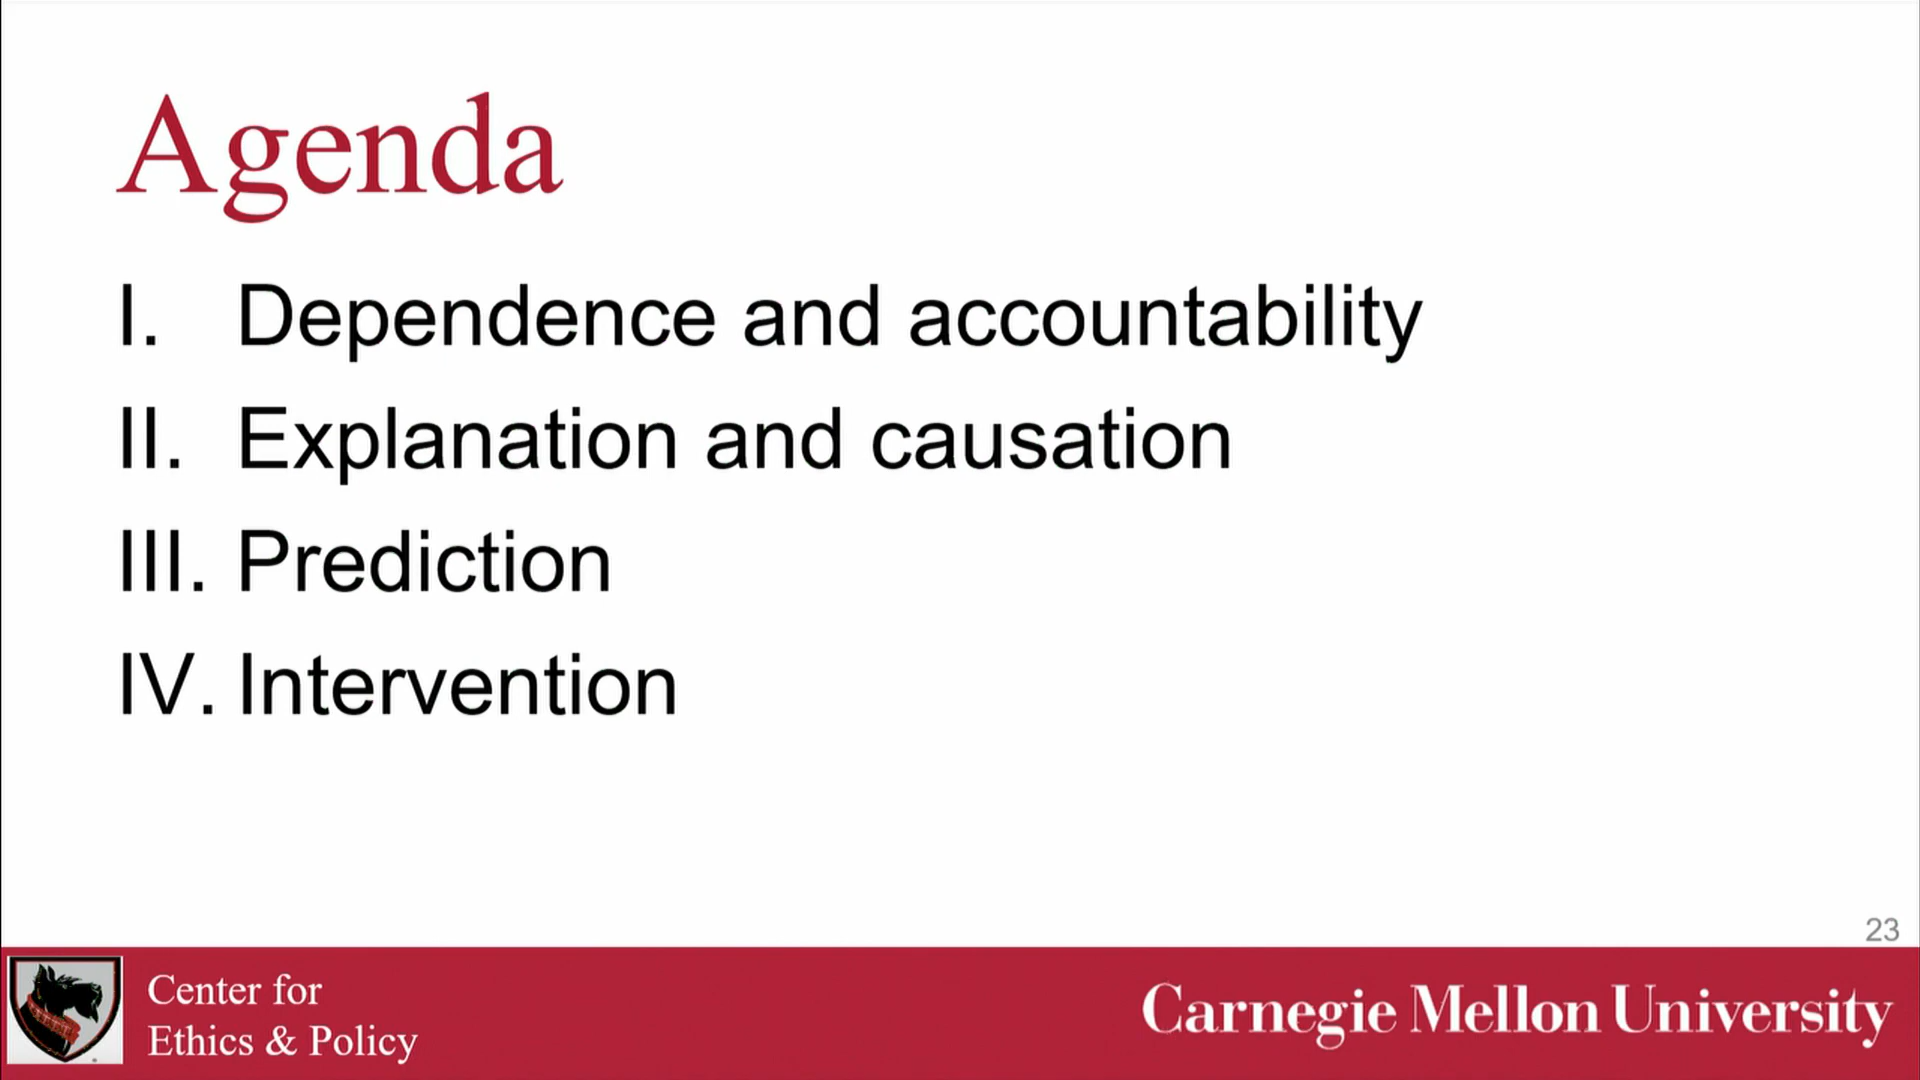 Agenda
I. Dependence and accountability
II. Explanation and causation
III. Prediction
IV. Intervention
23
Center for
Ethics & Policy
Carnegie Mellon University